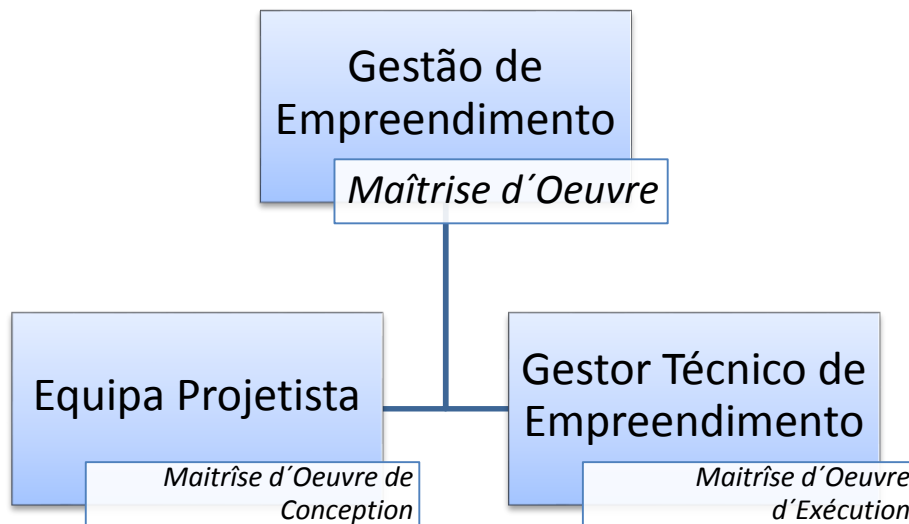 Gestão de
Empreendimento
Maîtrise d´Oeuvre
Equipa Projetista
Maitrîse d´Oeuvre de
Conception
Gestor Técnico de
Empreendimento
Maitrîse d´Oeuvre
d´Exécution